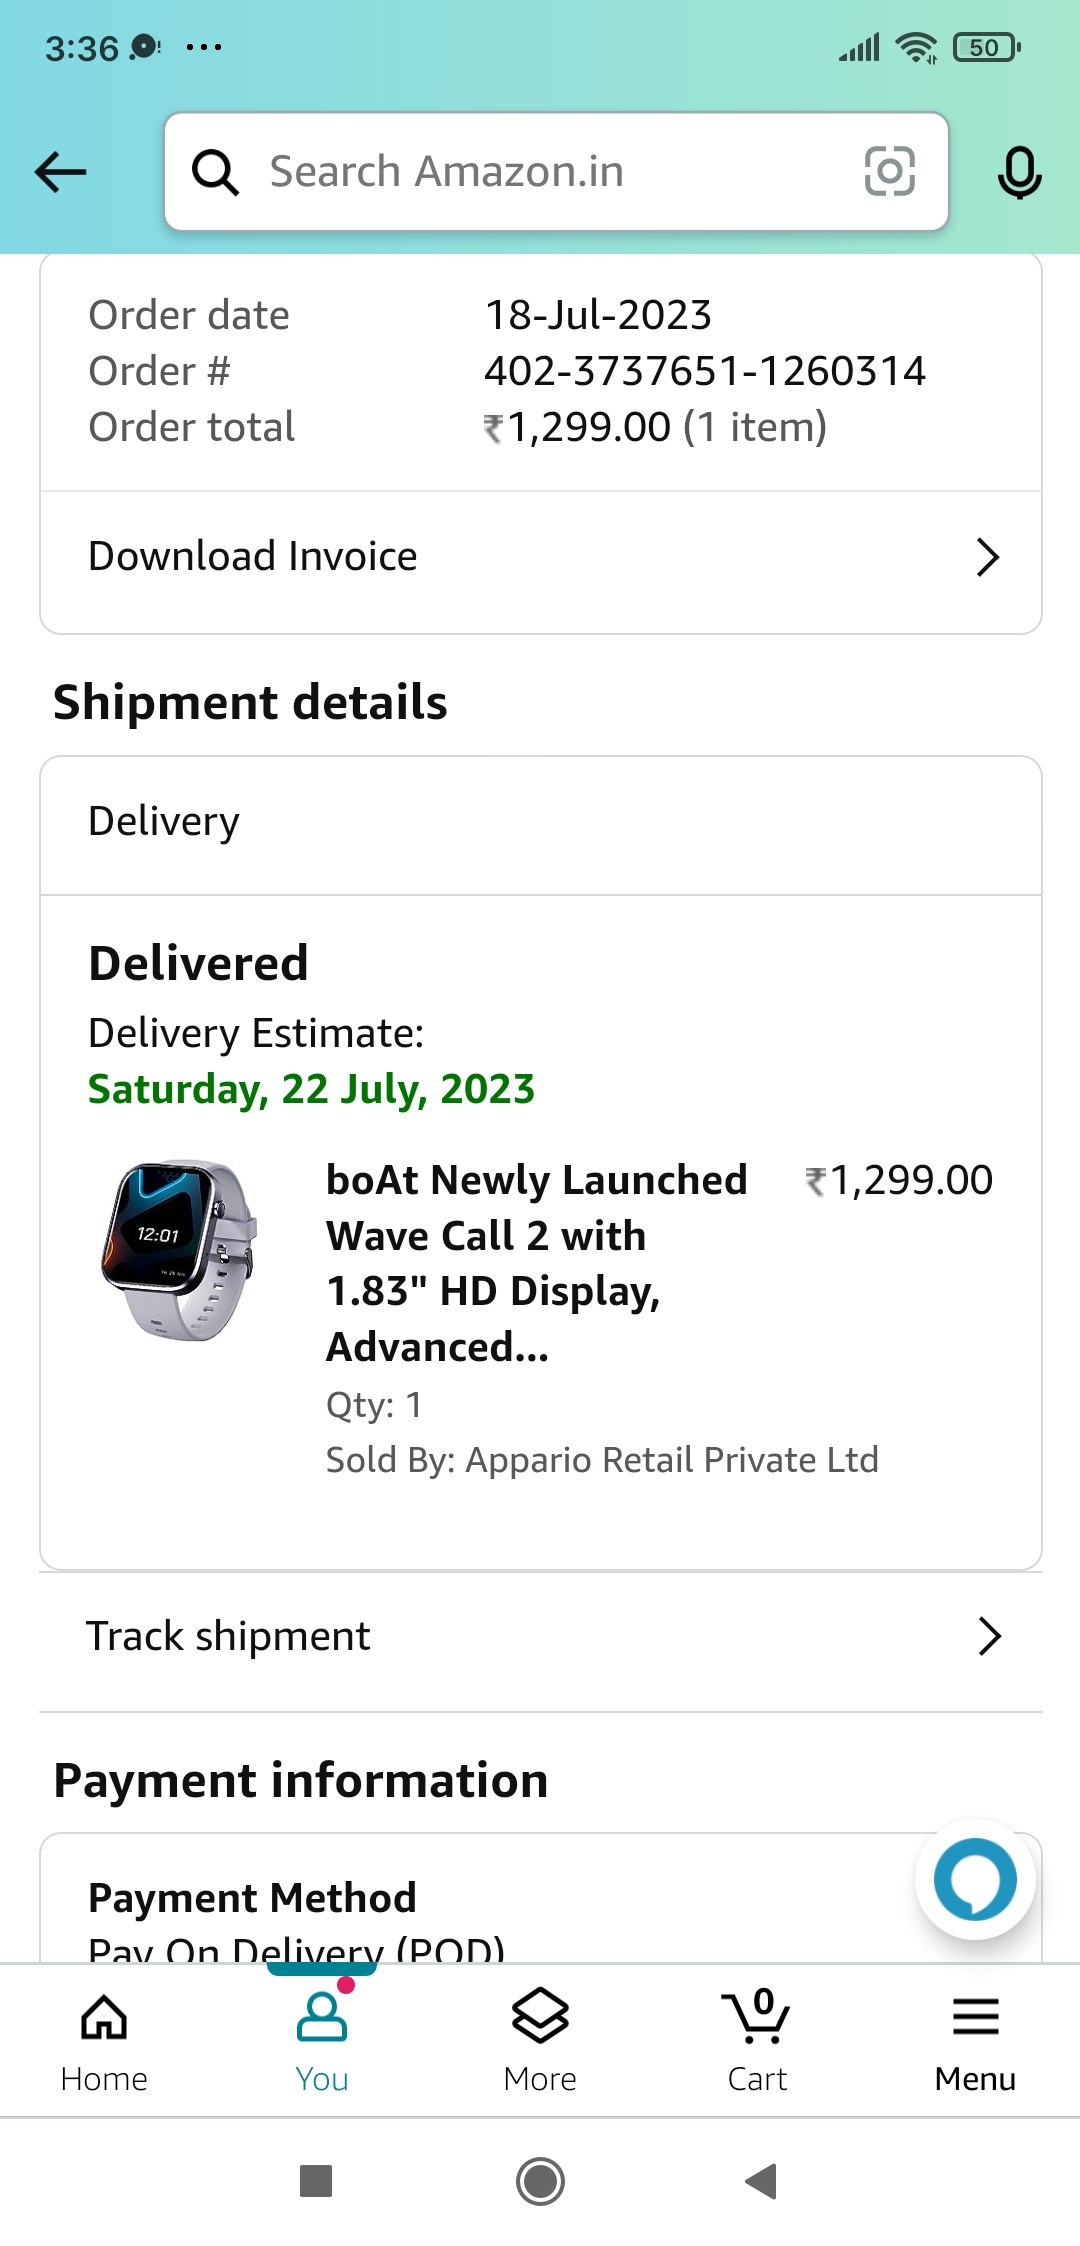 3:36
50
Search Amazon.in
Order date 18-Jul-2023
Order # 402-3737651-1260314
Order total ₹1,299.00 (1 item)
Download Invoice
Shipment details
Delivery
Delivered
Delivery Estimate:
Saturday, 22 July, 2023
12:01
boAt Newly Launched ₹1,299.00
Wave Call 2 with
1.83" HD Display,
Advanced...
Qty: 1
Sold By: Appario Retail Private Ltd
Track shipment
Payment information
Payment Method
Pay On Delivery (POD)
0
Home You More Cart Menu